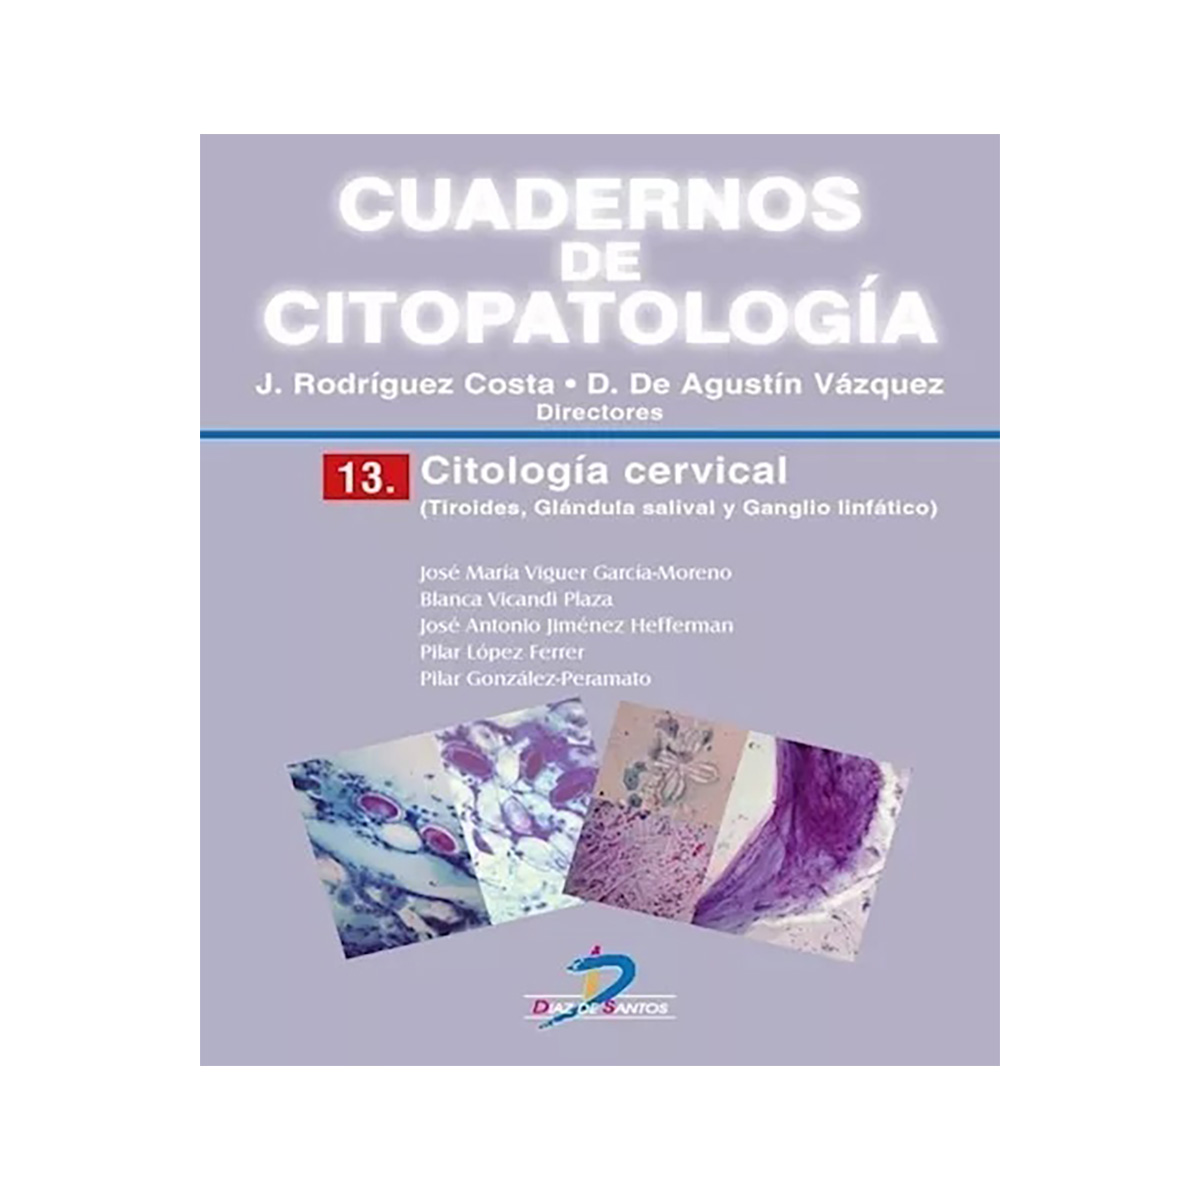 CUADERNOS
DE
CITOPATOLOGÍA
J. Rodríguez Costa • D. De Agustín Vázquez
Directores
13. Citología cervical
(Tiroides, Glándula salival y Ganglio linfático)
José María Viguer García-Moreno
Blanca Vicandi Plaza
José Antonio Jiménez Hefferman
Pilar López Ferrer
Pilar González-Peramato
DIAZ DE SANTOS